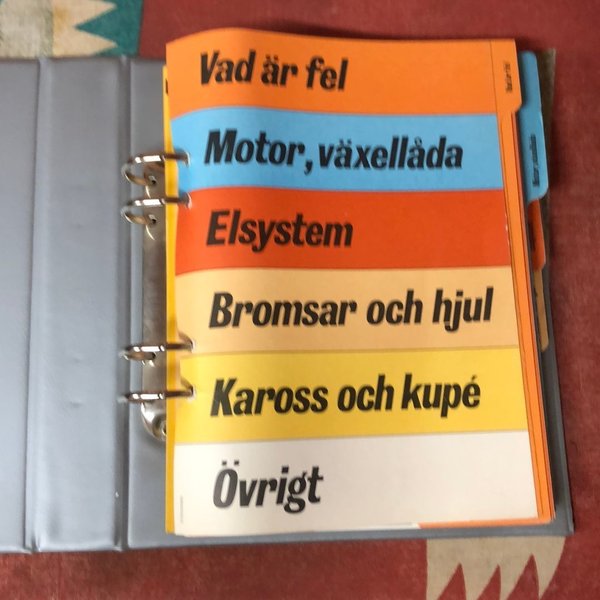 Vad är fel
Motor, växellåda
Elsystem
Bromsar och hjul
Kaross och kupé
Övrigt